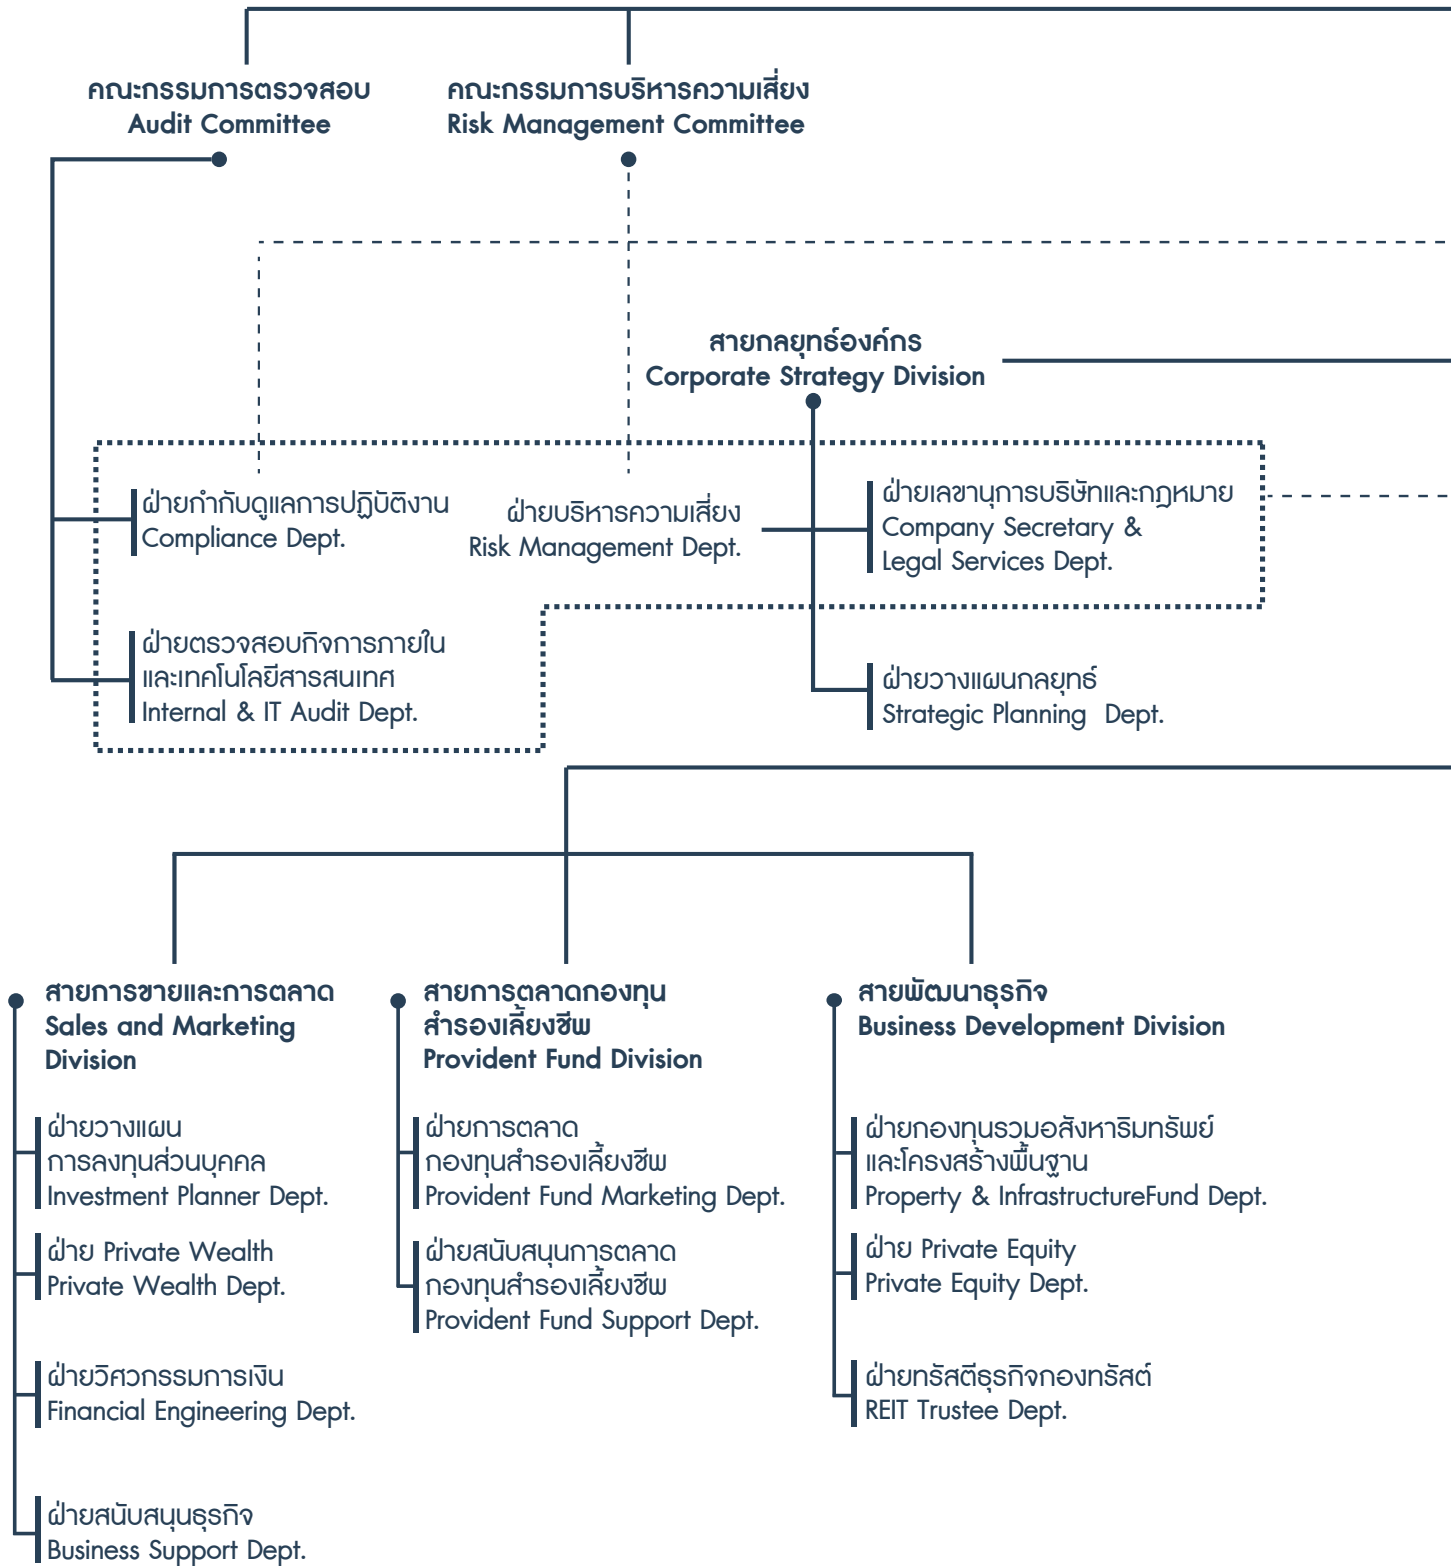 คณะกรรมการตรวจสอบ
Audit Committee
คณะกรรมการบริหารความเสี่ยง
Risk Management Committee
สายกลยุทธ์องค์กร
Corporate Strategy Division
ฝ่ายกำกับดูแลการปฏิบัติงาน
Compliance Dept.
ฝ่ายบริหารความเสี่ยง
Risk Management Dept.
ฝ่ายเลขานุการบริษัทและกฎหมาย
Company Secretary &
Legal Services Dept.
ฝ่ายตรวจสอบกิจการภายใน
และเทคโนโลยีสารสนเทศ
Internal & IT Audit Dept.
ฝ่ายวางแผนกลยุทธ์
Strategic Planning Dept.
สายการขายและการตลาด
Sales and Marketing
Division
ฝ่ายวางแผน
การลงทุนส่วนบุคคล
Investment Planner Dept.
ฝ่าย Private Wealth
Private Wealth Dept.
ฝ่ายวิศวกรรมการเงิน
Financial Engineering Dept.
ฝ่ายสนับสนุนธุรกิจ
Business Support Dept.
สายการตลาดกองทุน
สำรองเลี้ยงชีพ
Provident Fund Division
ฝ่ายการตลาด
กองทุนสำรองเลี้ยงชีพ
Provident Fund Marketing Dept.
ฝ่ายสนับสนุนการตลาด
กองทุนสำรองเลี้ยงชีพ
Provident Fund Support Dept.
สายพัฒนาธุรกิจ
Business Development Division
ฝ่ายกองทุนรวมอสังหาริมทรัพย์
และโครงสร้างพื้นฐาน
Property & InfrastructureFund Dept.
ฝ่าย Private Equity
Private Equity Dept.
ฝ่ายทรัสตีธุรกิจกองทรัสต์
REIT Trustee Dept.